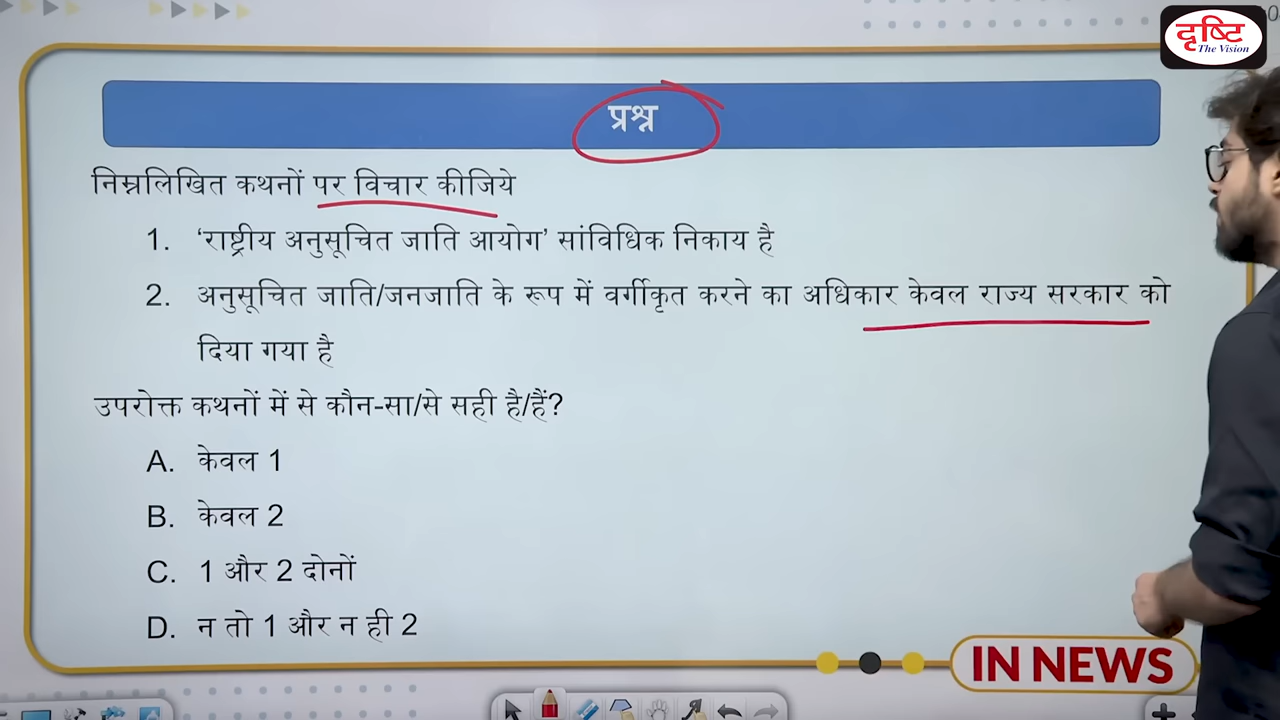 दृष्टि
The Vision
प्रश्न
निम्नलिखित कथनों पर विचार कीजिये
1. ‘राष्ट्रीय अनुसूचित जाति आयोग’ सांविधिक निकाय है
2. अनुसूचित जाति/जनजाति के रूप में वर्गीकृत करने का अधिकार केवल राज्य सरकार को
दिया गया है
उपरोक्त कथनों में से कौन-सा/से सही है/हैं?
A. केवल 1
B. केवल 2
C. 1 और 2 दोनों
D. न तो 1 और न ही 2
IN NEWS